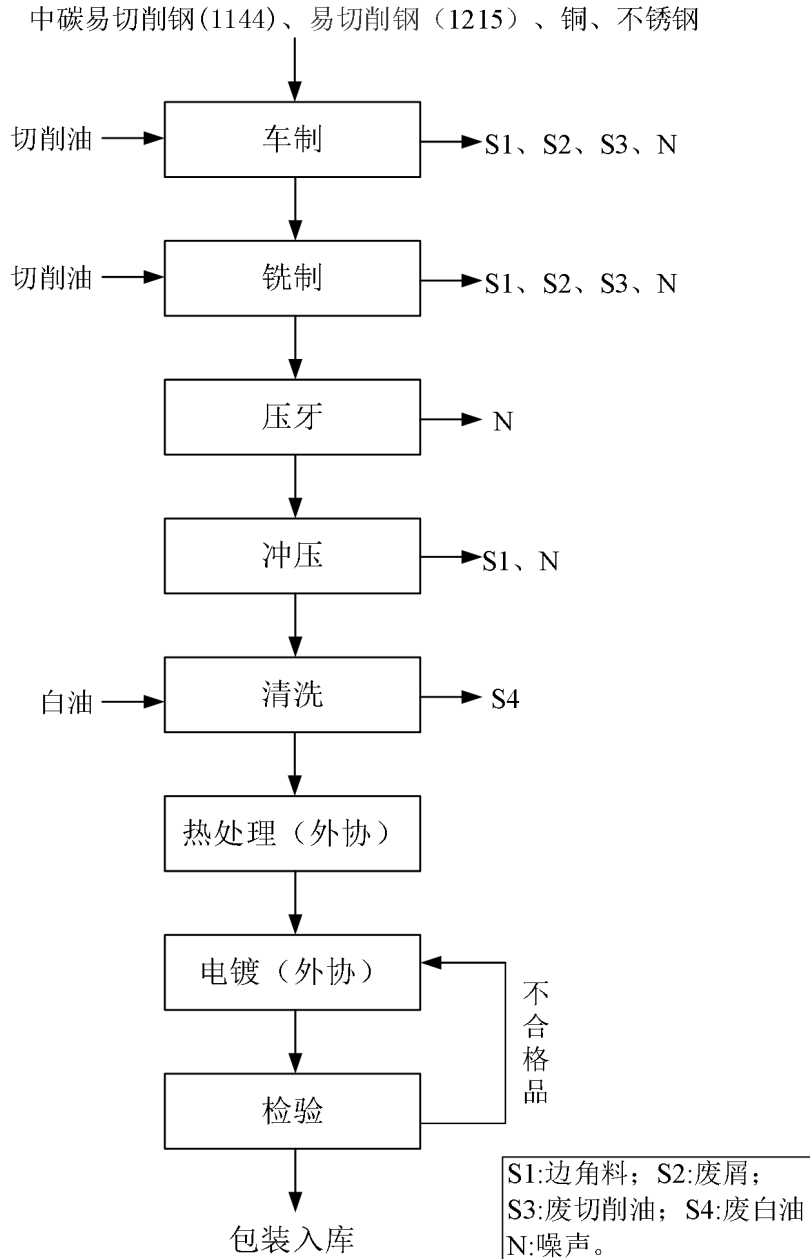 中碳易切削钢(1144)、易切削钢（1215）、铜、不锈钢
切削油
车制
S1、S2、S3、N
切削油
铣制
S1、S2、S3、N
压牙
N
冲压
S1、N
白油
清洗
S4
热处理（外协）
电镀（外协）
不合格品
检验
包装入库
S1:边角料；S2:废屑；
S3:废切削油；S4:废白油
N:噪声。